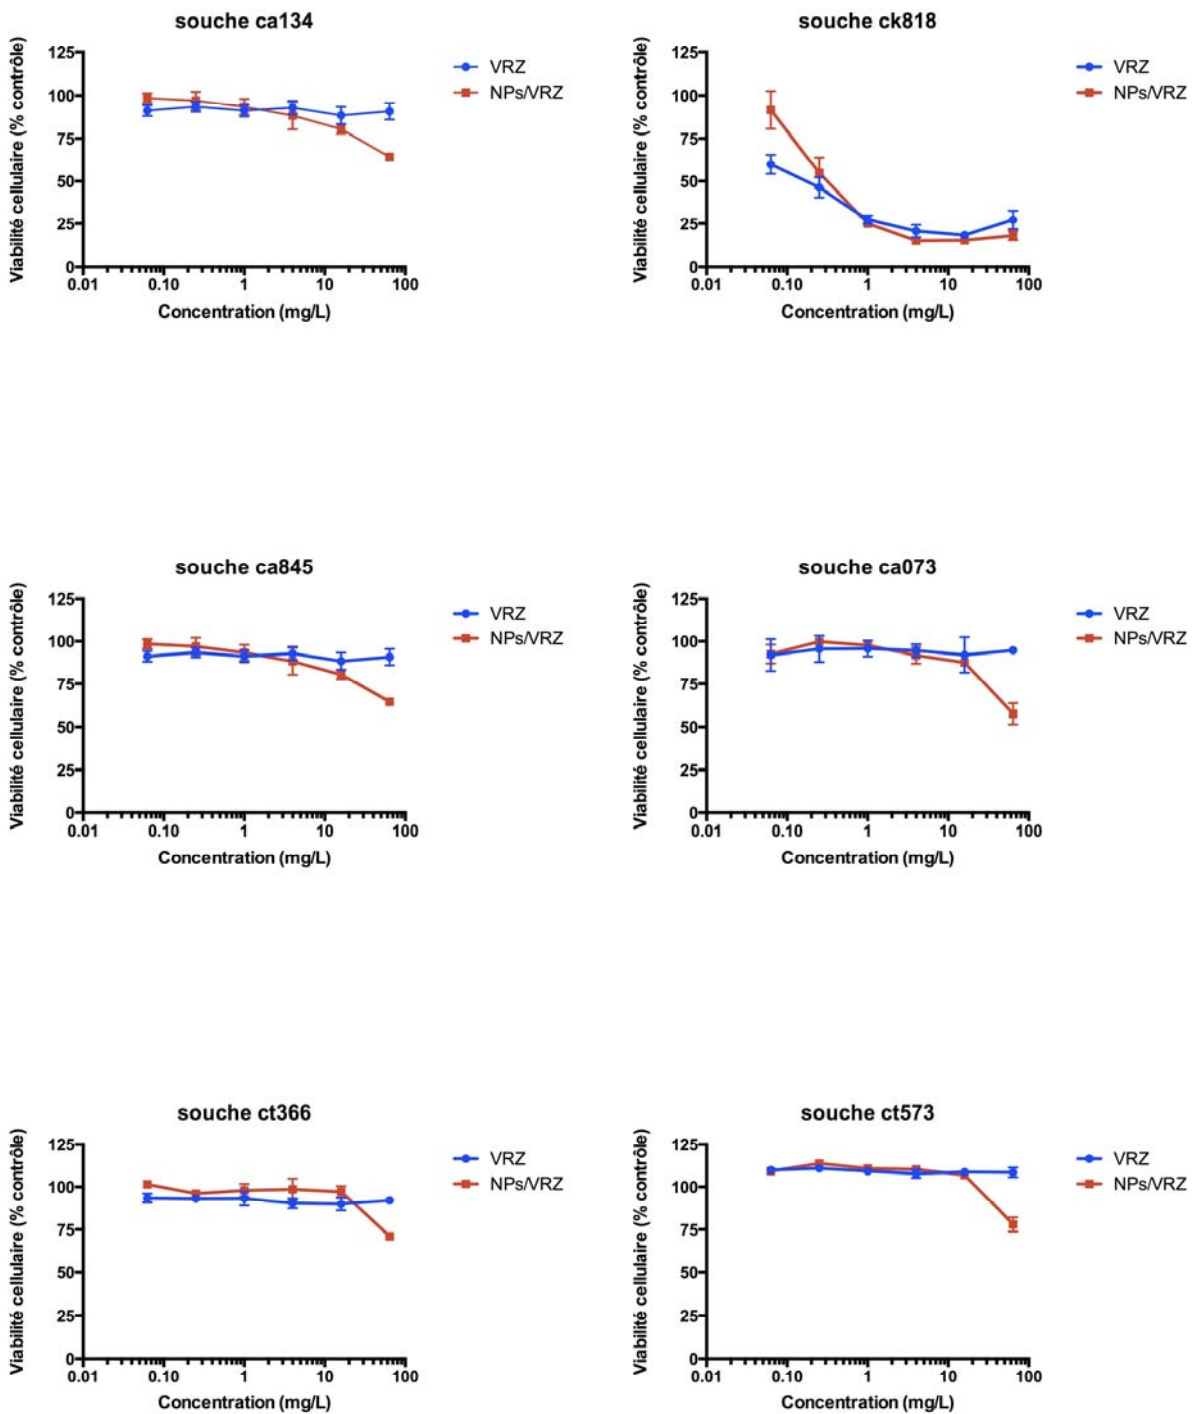 souche ca134
Viabilité cellulaire (% contrôle)
125
100
75
50
25
0
0.01 0.10 1 10 100
Concentration (mg/L)
VRZ
NPs/VRZ
souche ck818
Viabilité cellulaire (% contrôle)
125
100
75
50
25
0
0.01 0.10 1 10 100
Concentration (mg/L)
VRZ
NPs/VRZ
souche ca845
Viabilité cellulaire (% contrôle)
125
100
75
50
25
0
0.01 0.10 1 10 100
Concentration (mg/L)
VRZ
NPs/VRZ
souche ca073
Viabilité cellulaire (% contrôle)
125
100
75
50
25
0
0.01 0.10 1 10 100
Concentration (mg/L)
VRZ
NPs/VRZ
souche ct366
Viabilité cellulaire (% contrôle)
125
100
75
50
25
0
0.01 0.10 1 10 100
Concentration (mg/L)
VRZ
NPs/VRZ
souche ct573
Viabilité cellulaire (% contrôle)
125
100
75
50
25
0
0.01 0.10 1 10 100
Concentration (mg/L)
VRZ
NPs/VRZ